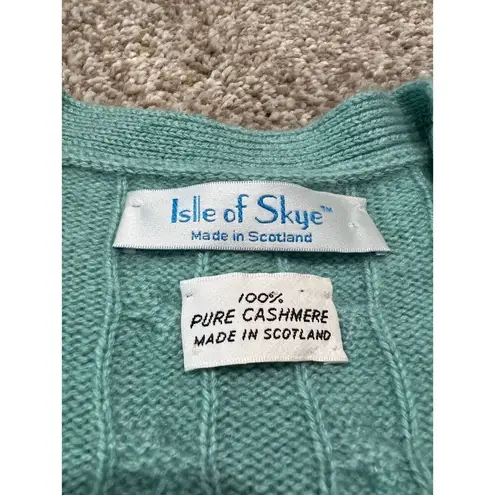 Isle of Skye™
Made in Scotland
100%
PURE CASHMERE
MADE IN SCOTLAND